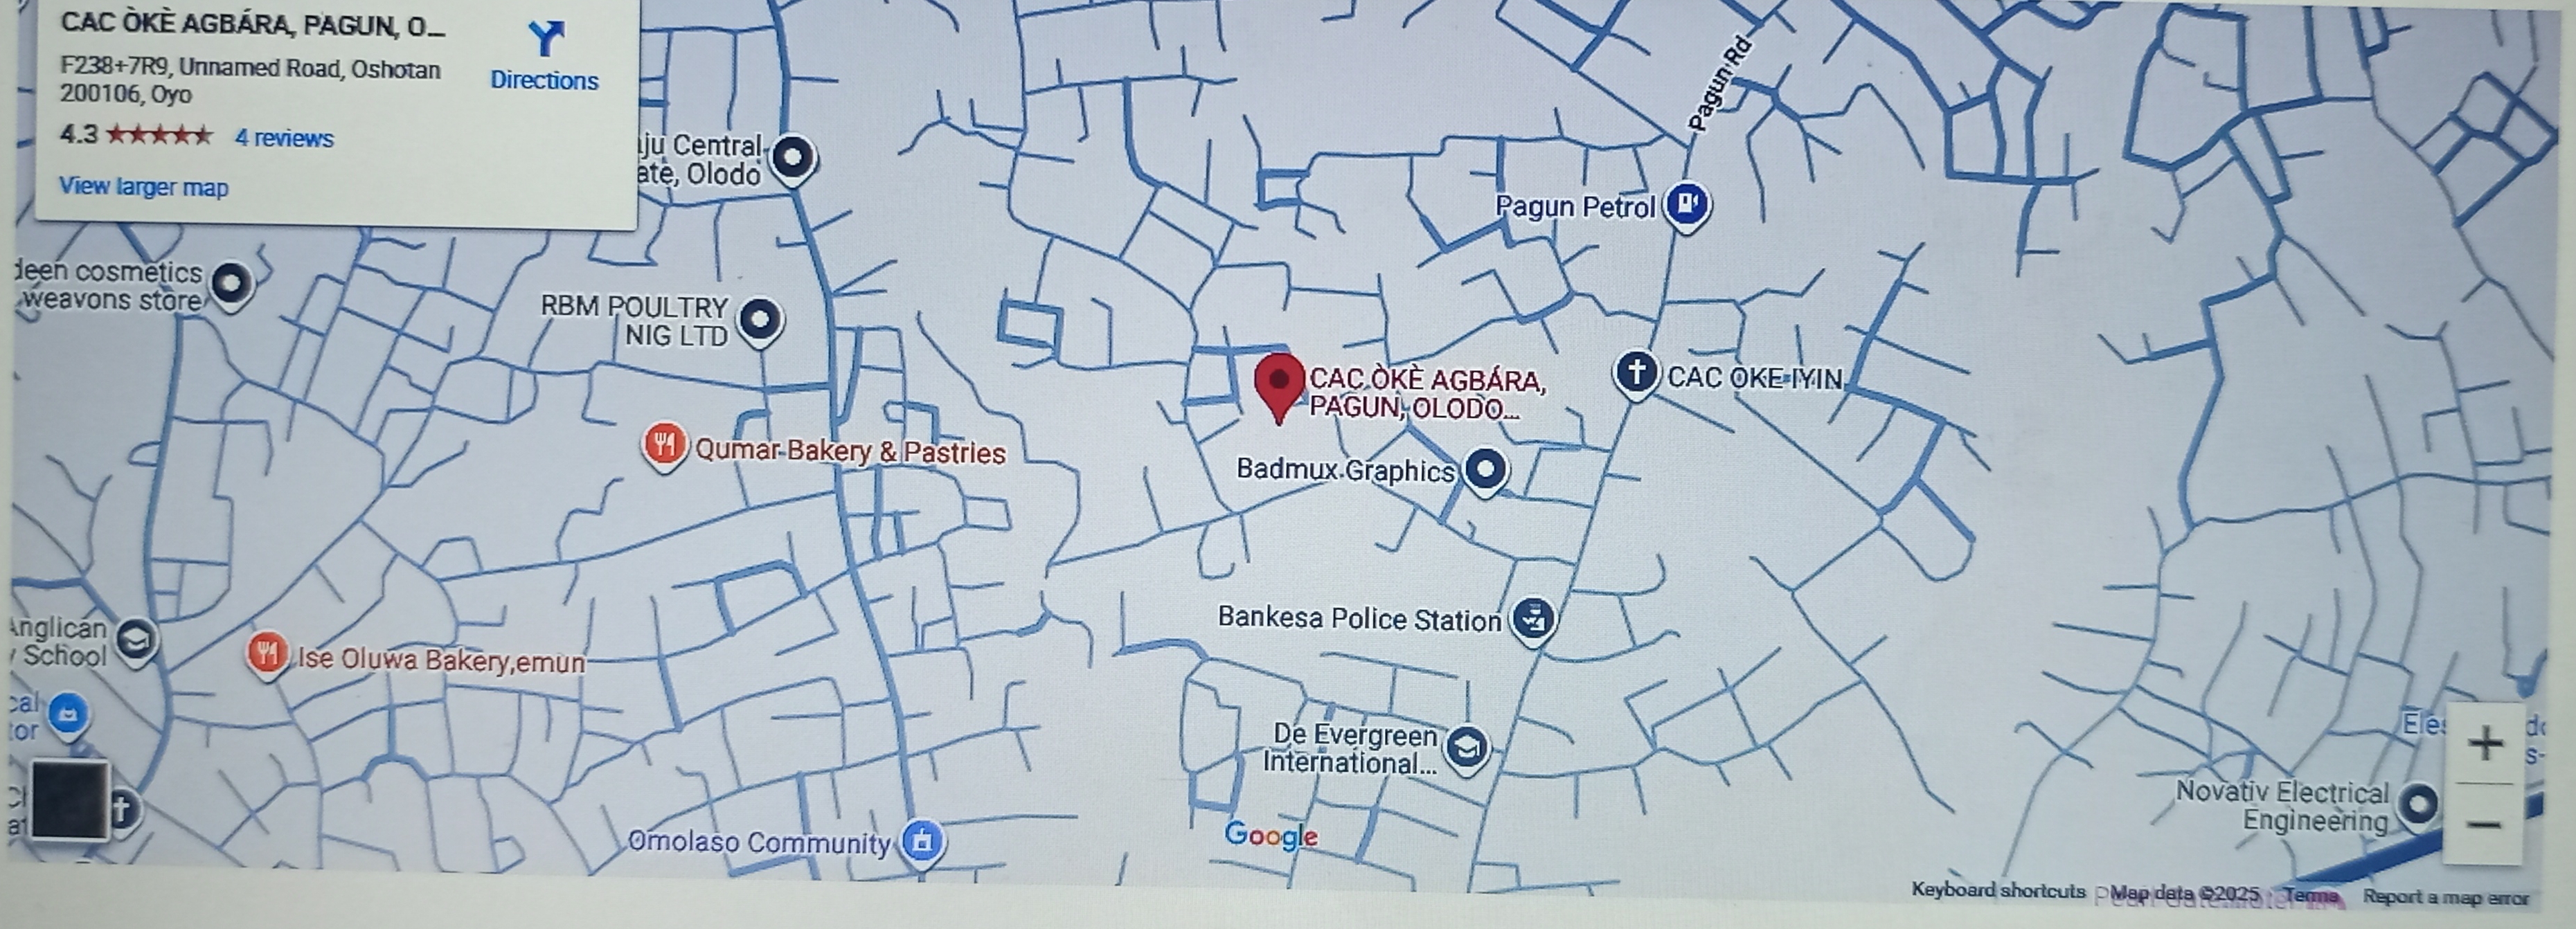 CAC ÒKÈ AGBÁRA, PAGUN, O...
F238+7R9, Unnamed Road, Oshotan
200106, Oyo
4.3
4 reviews
View larger map
Directions
Pagun Rd
ju Central
ate, Olodo
Pagun Petrol
deen cosmetics
weavons store
RBM POULTRY
NIG LTD
CAC ÒKÈ AGBÁRA,
PAGUN, OLODO...
CAC OKE-IYIN
Qumar Bakery & Pastries
Badmux Graphics
Bankesa Police Station
Anglican
School
Ise Oluwa Bakery,emun
cal
tor
De Evergreen
International...
Novativ Electrical
Engineering
Omolaso Community
Google
Keyboard shortcuts
Map data ©2025
Terms
Report a map error